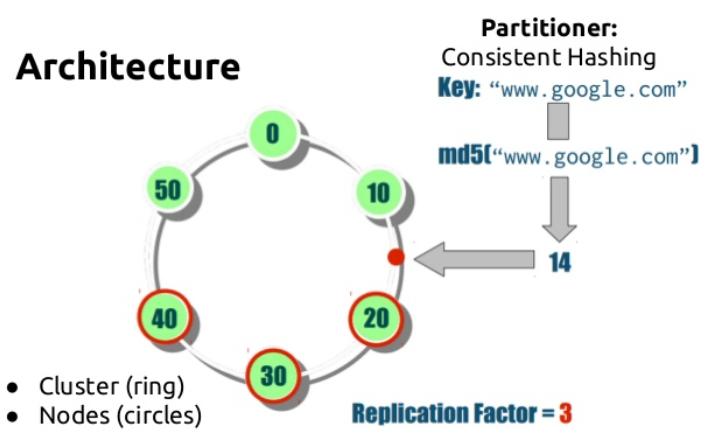 Architecture
Partitioner:
Consistent Hashing
Key: “www.google.com”
md5(“www.google.com”)
14
0
10
20
30
40
50
● Cluster (ring)
● Nodes (circles)
Replication Factor = 3